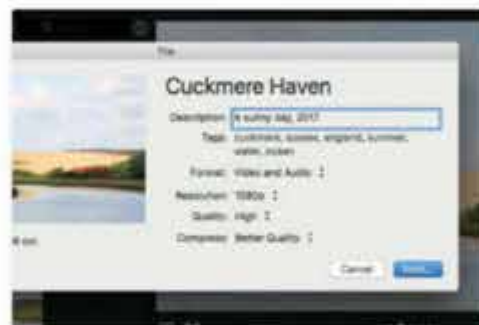 File
Cuckmere Haven
Description: a sunny day, 2017
Tags: cuckmere, sussex, england, summer,
water, ocean
Format: Video and Audio
Resolution: 1080p
Quality: High
Compress: Better Quality
Cancel
Next...